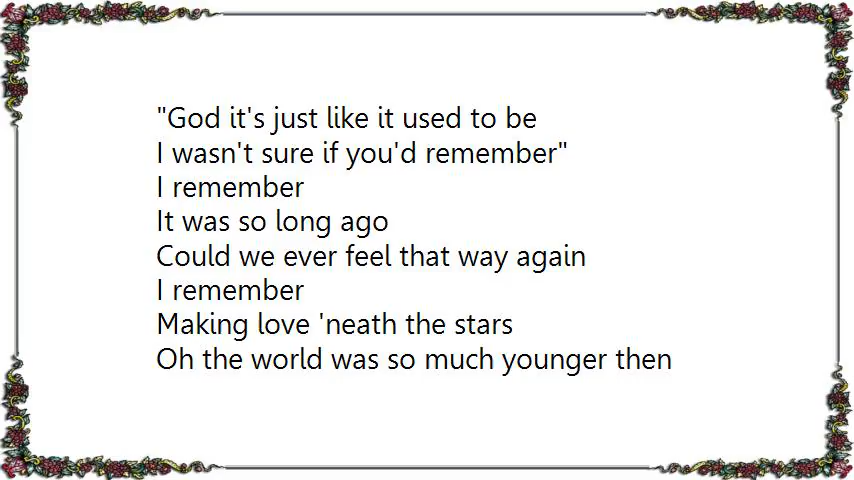 "God it's just like it used to be
I wasn't sure if you'd remember"
I remember
It was so long ago
Could we ever feel that way again
I remember
Making love 'neath the stars
Oh the world was so much younger then